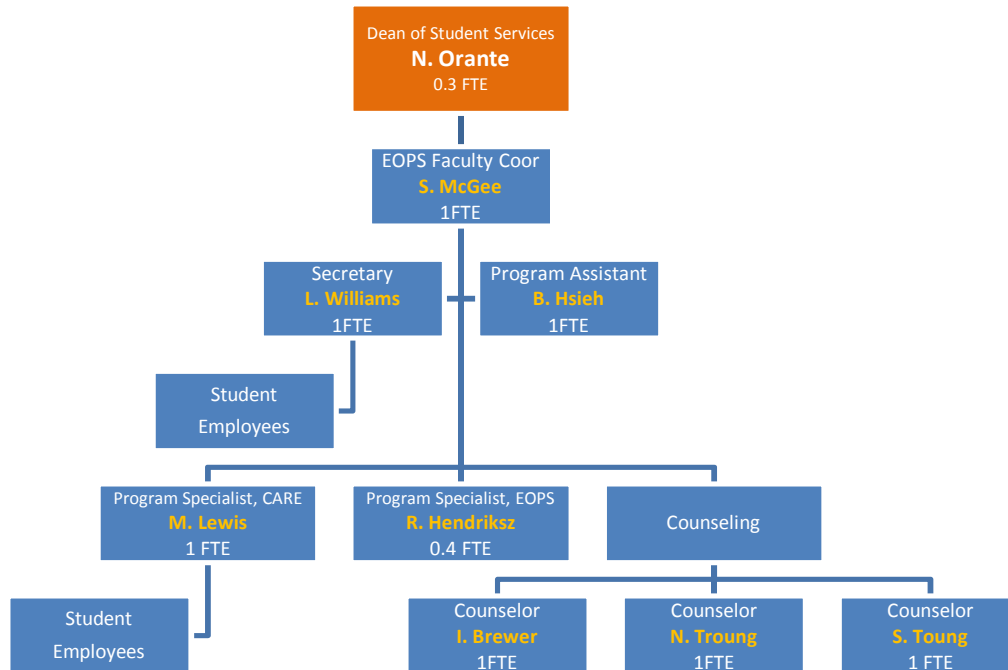 Dean of Student Services
N. Orante
0.3 FTE
EOPS Faculty Coor
S. McGee
1FTE
Secretary
L. Williams
1FTE
Program Assistant
B. Hsieh
1FTE
Student
Employees
Program Specialist, CARE
M. Lewis
1 FTE
Program Specialist, EOPS
R. Hendriksz
0.4 FTE
Counseling
Student
Employees
Counselor
I. Brewer
1FTE
Counselor
N. Troung
1FTE
Counselor
S. Toung
1 FTE